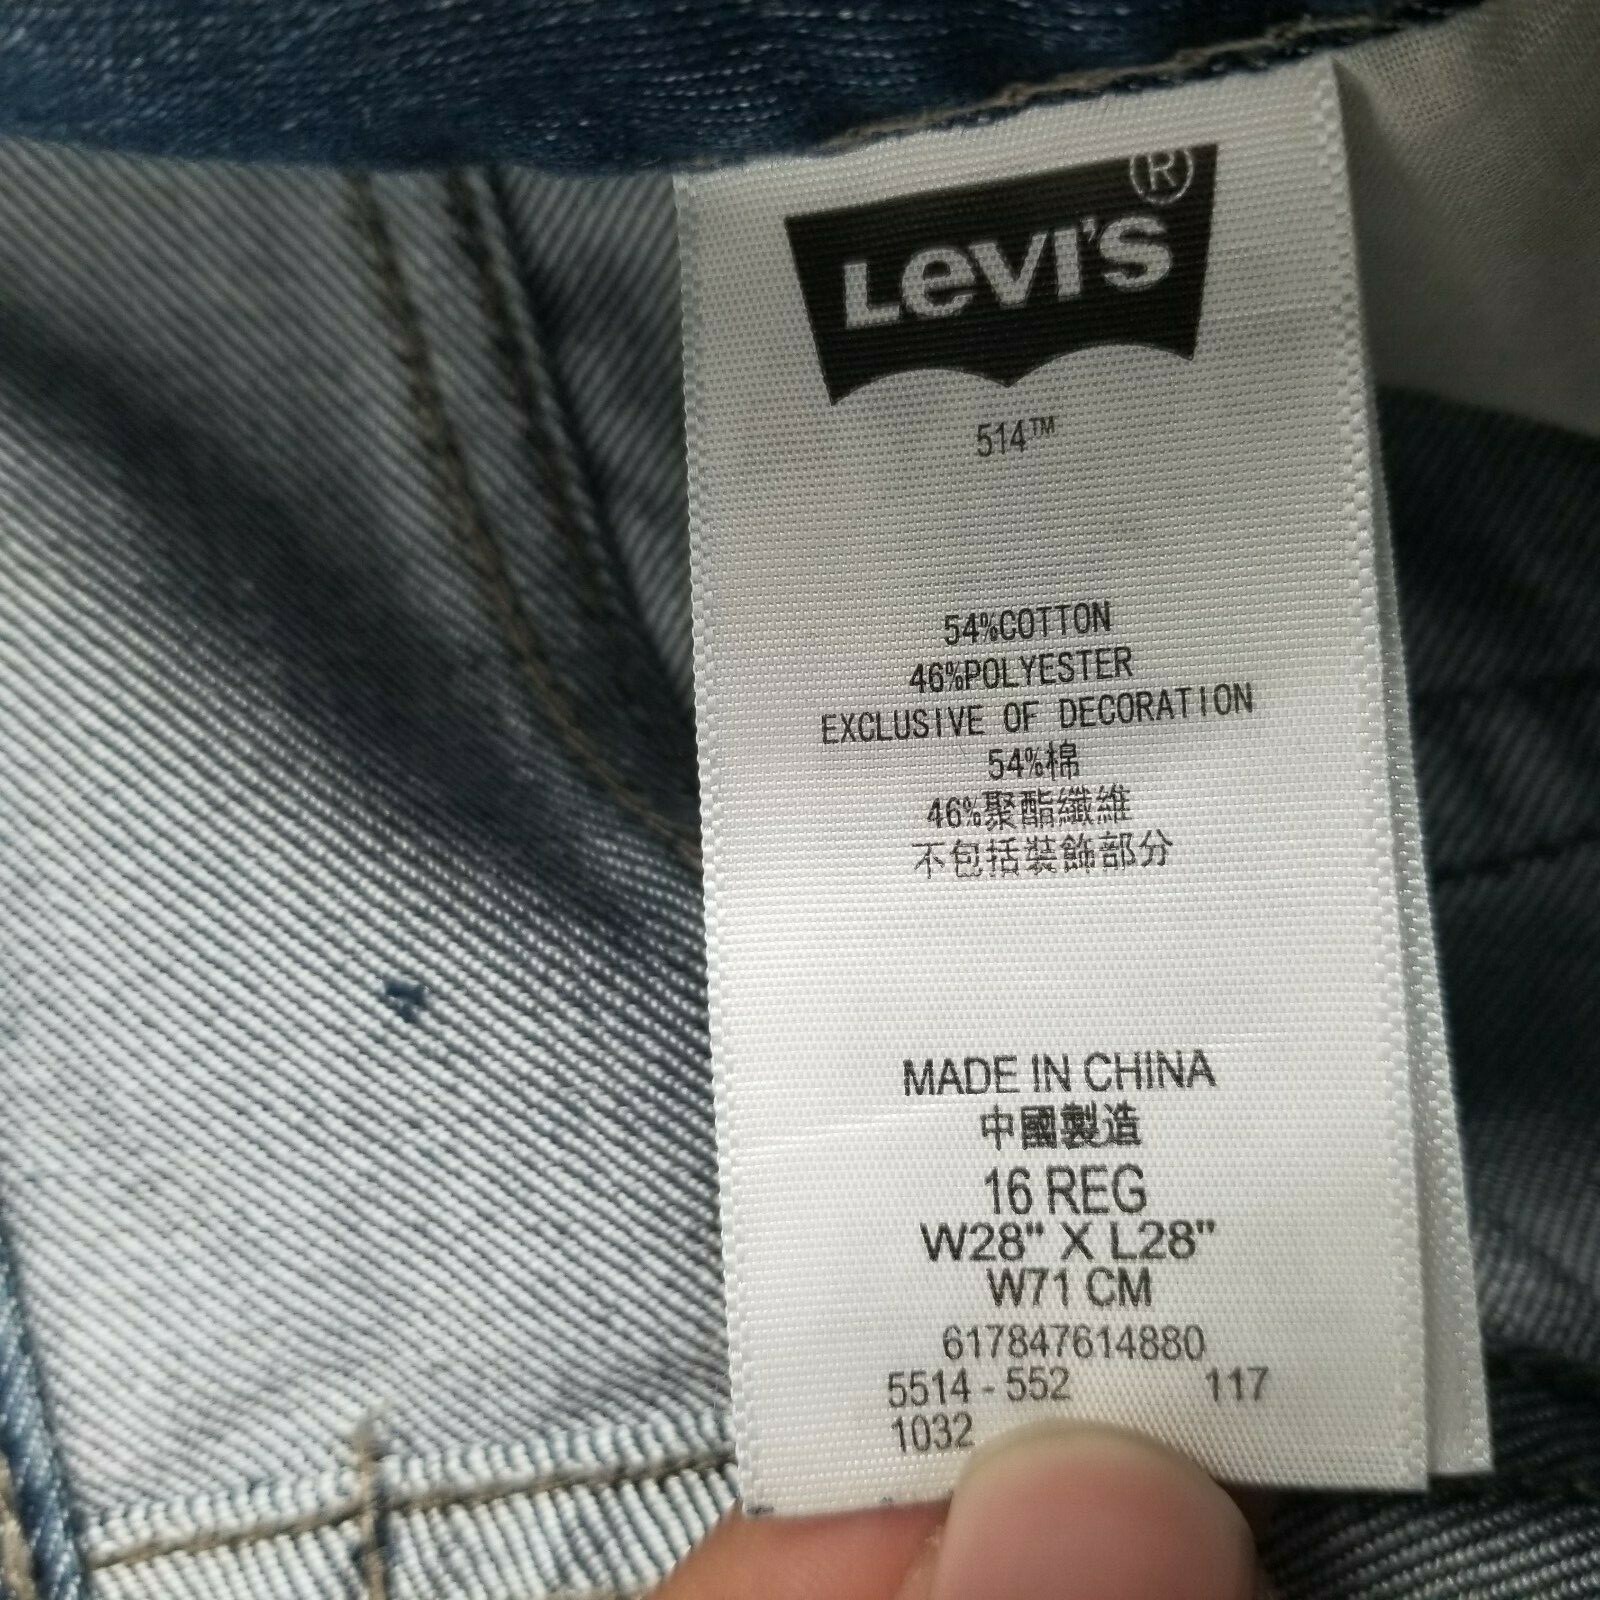 LEVI'S®
514™
54%COTTON
46%POLYESTER
EXCLUSIVE OF DECORATION
54%棉
46%聚酯纖維
不包括裝飾部分
MADE IN CHINA
中國製造
16 REG
W28" X L28"
W71 CM
617847614880
5514 - 552 117
1032